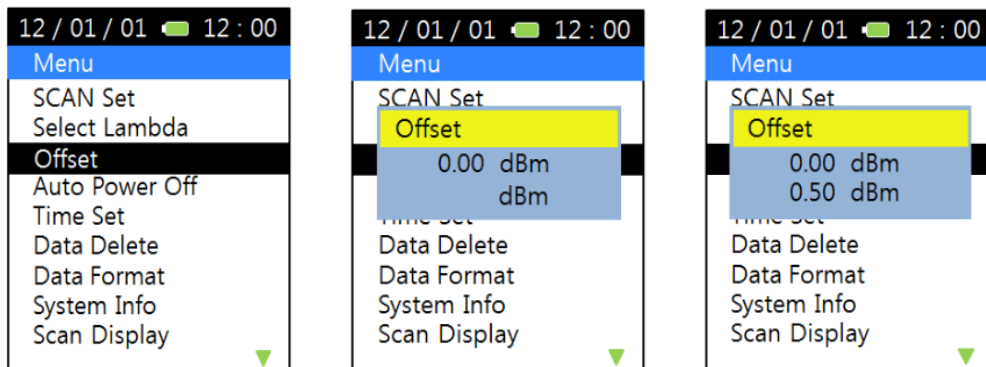 12 / 01 / 01 12 : 00
Menu
SCAN Set
Select Lambda
Offset
Auto Power Off
Time Set
Data Delete
Data Format
System Info
Scan Display
12 / 01 / 01 12 : 00
Menu
SCAN Set
Offset
0.00 dBm
dBm
Time Set
Data Delete
Data Format
System Info
Scan Display
12 / 01 / 01 12 : 00
Menu
SCAN Set
Offset
0.00 dBm
0.50 dBm
Time Set
Data Delete
Data Format
System Info
Scan Display